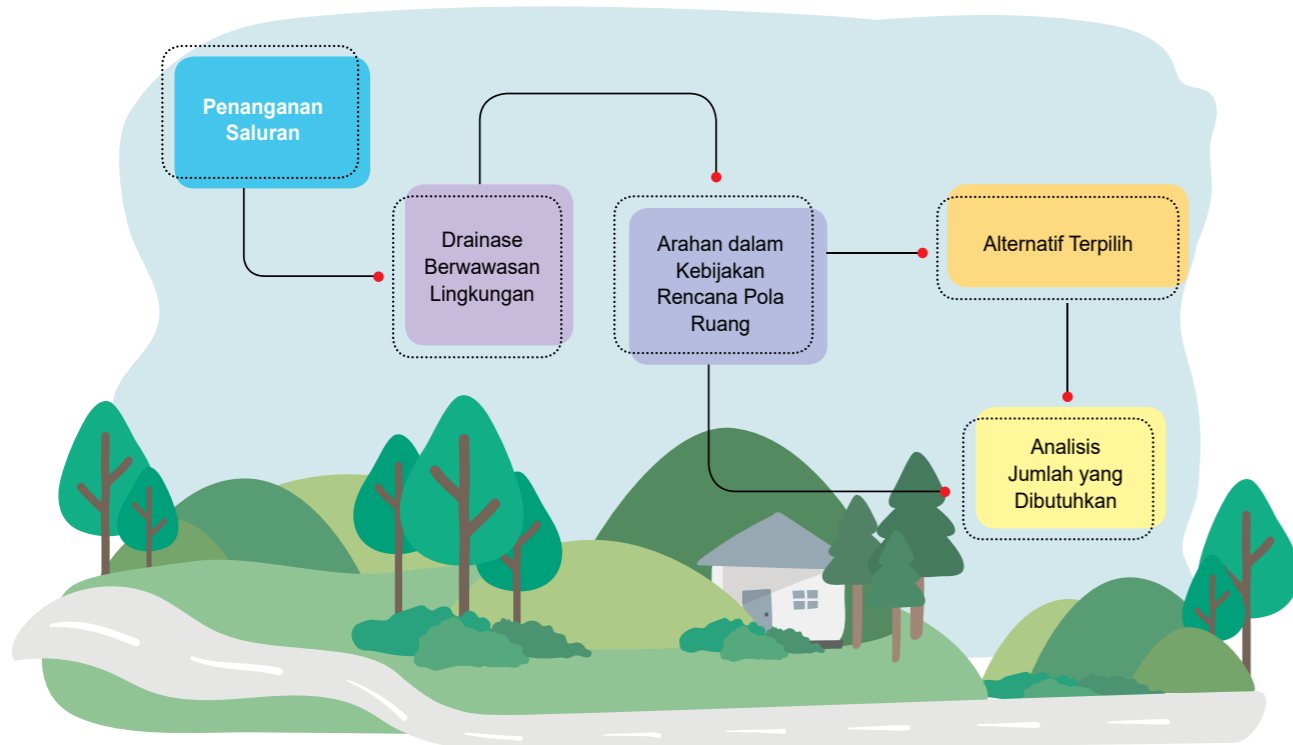 Penanganan
Saluran
Drainase
Berwawasan
Lingkungan
Arahan dalam
Kebijakan
Rencana Pola
Ruang
Alternatif Terpilih
Analisis
Jumlah yang
Dibutuhkan